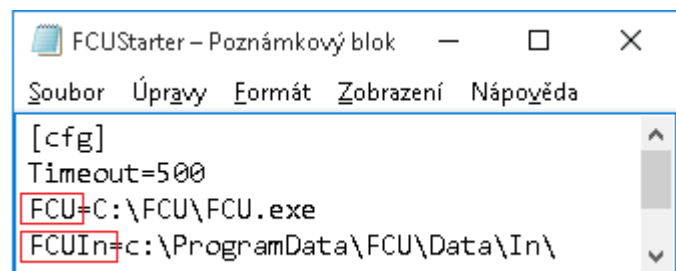 FCUStarter – Poznámkový blok
Soubor Úpravy Formát Zobrazení Nápověda
[cfg]
Timeout=500
FCU=C:\FCU\FCU.exe
FCUIn=c:\ProgramData\FCU\Data\In\